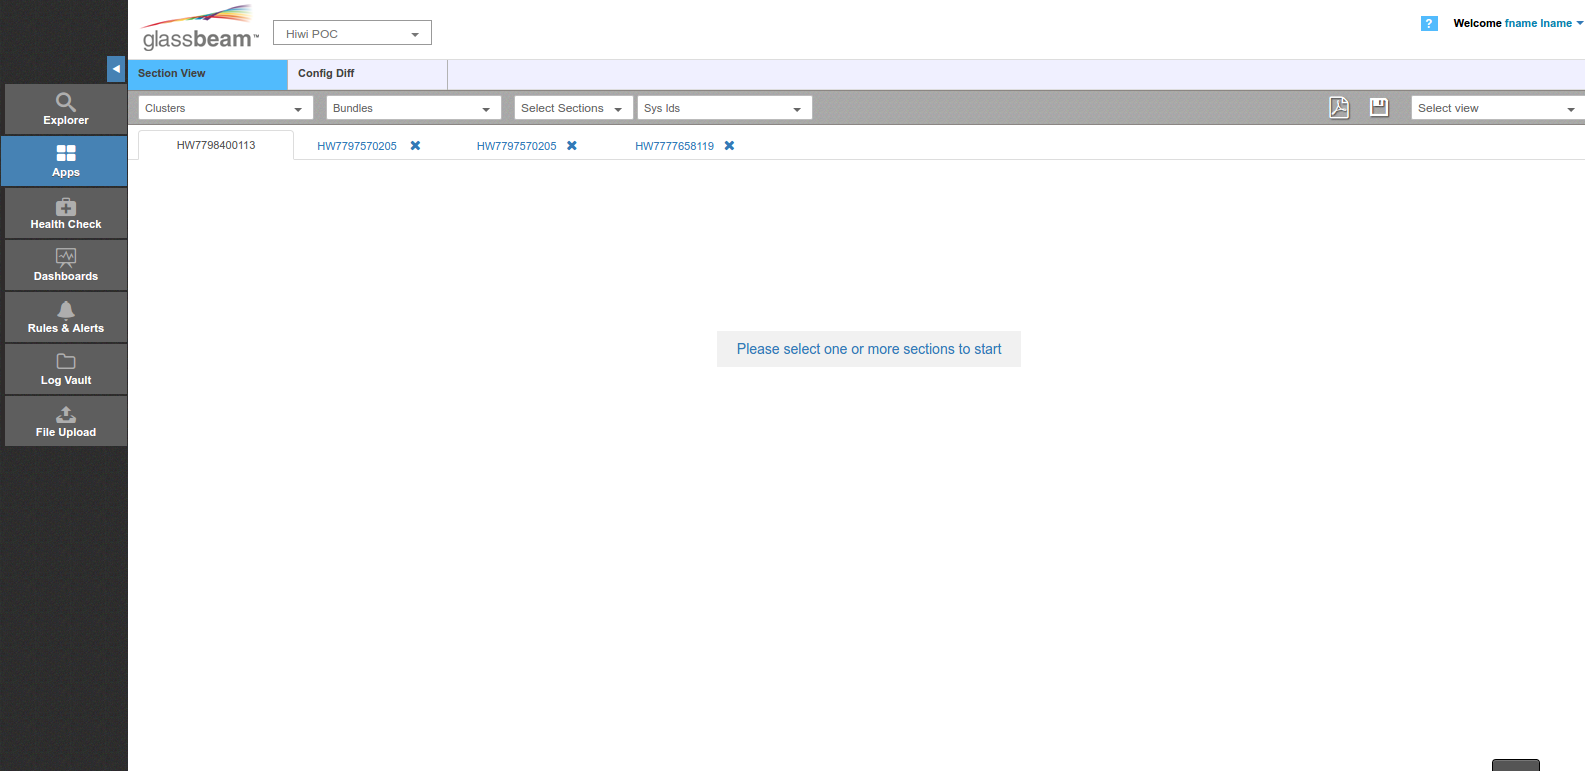 glassbeam™
Hiwi POC
? Welcome fname lname
Section View
Config Diff
Clusters
Bundles
Select Sections
Sys Ids
Select view
HW7798400113
HW7797570205
HW7797570205
HW7777658119
Explorer
Apps
Health Check
Dashboards
Rules & Alerts
Log Vault
File Upload
Please select one or more sections to start